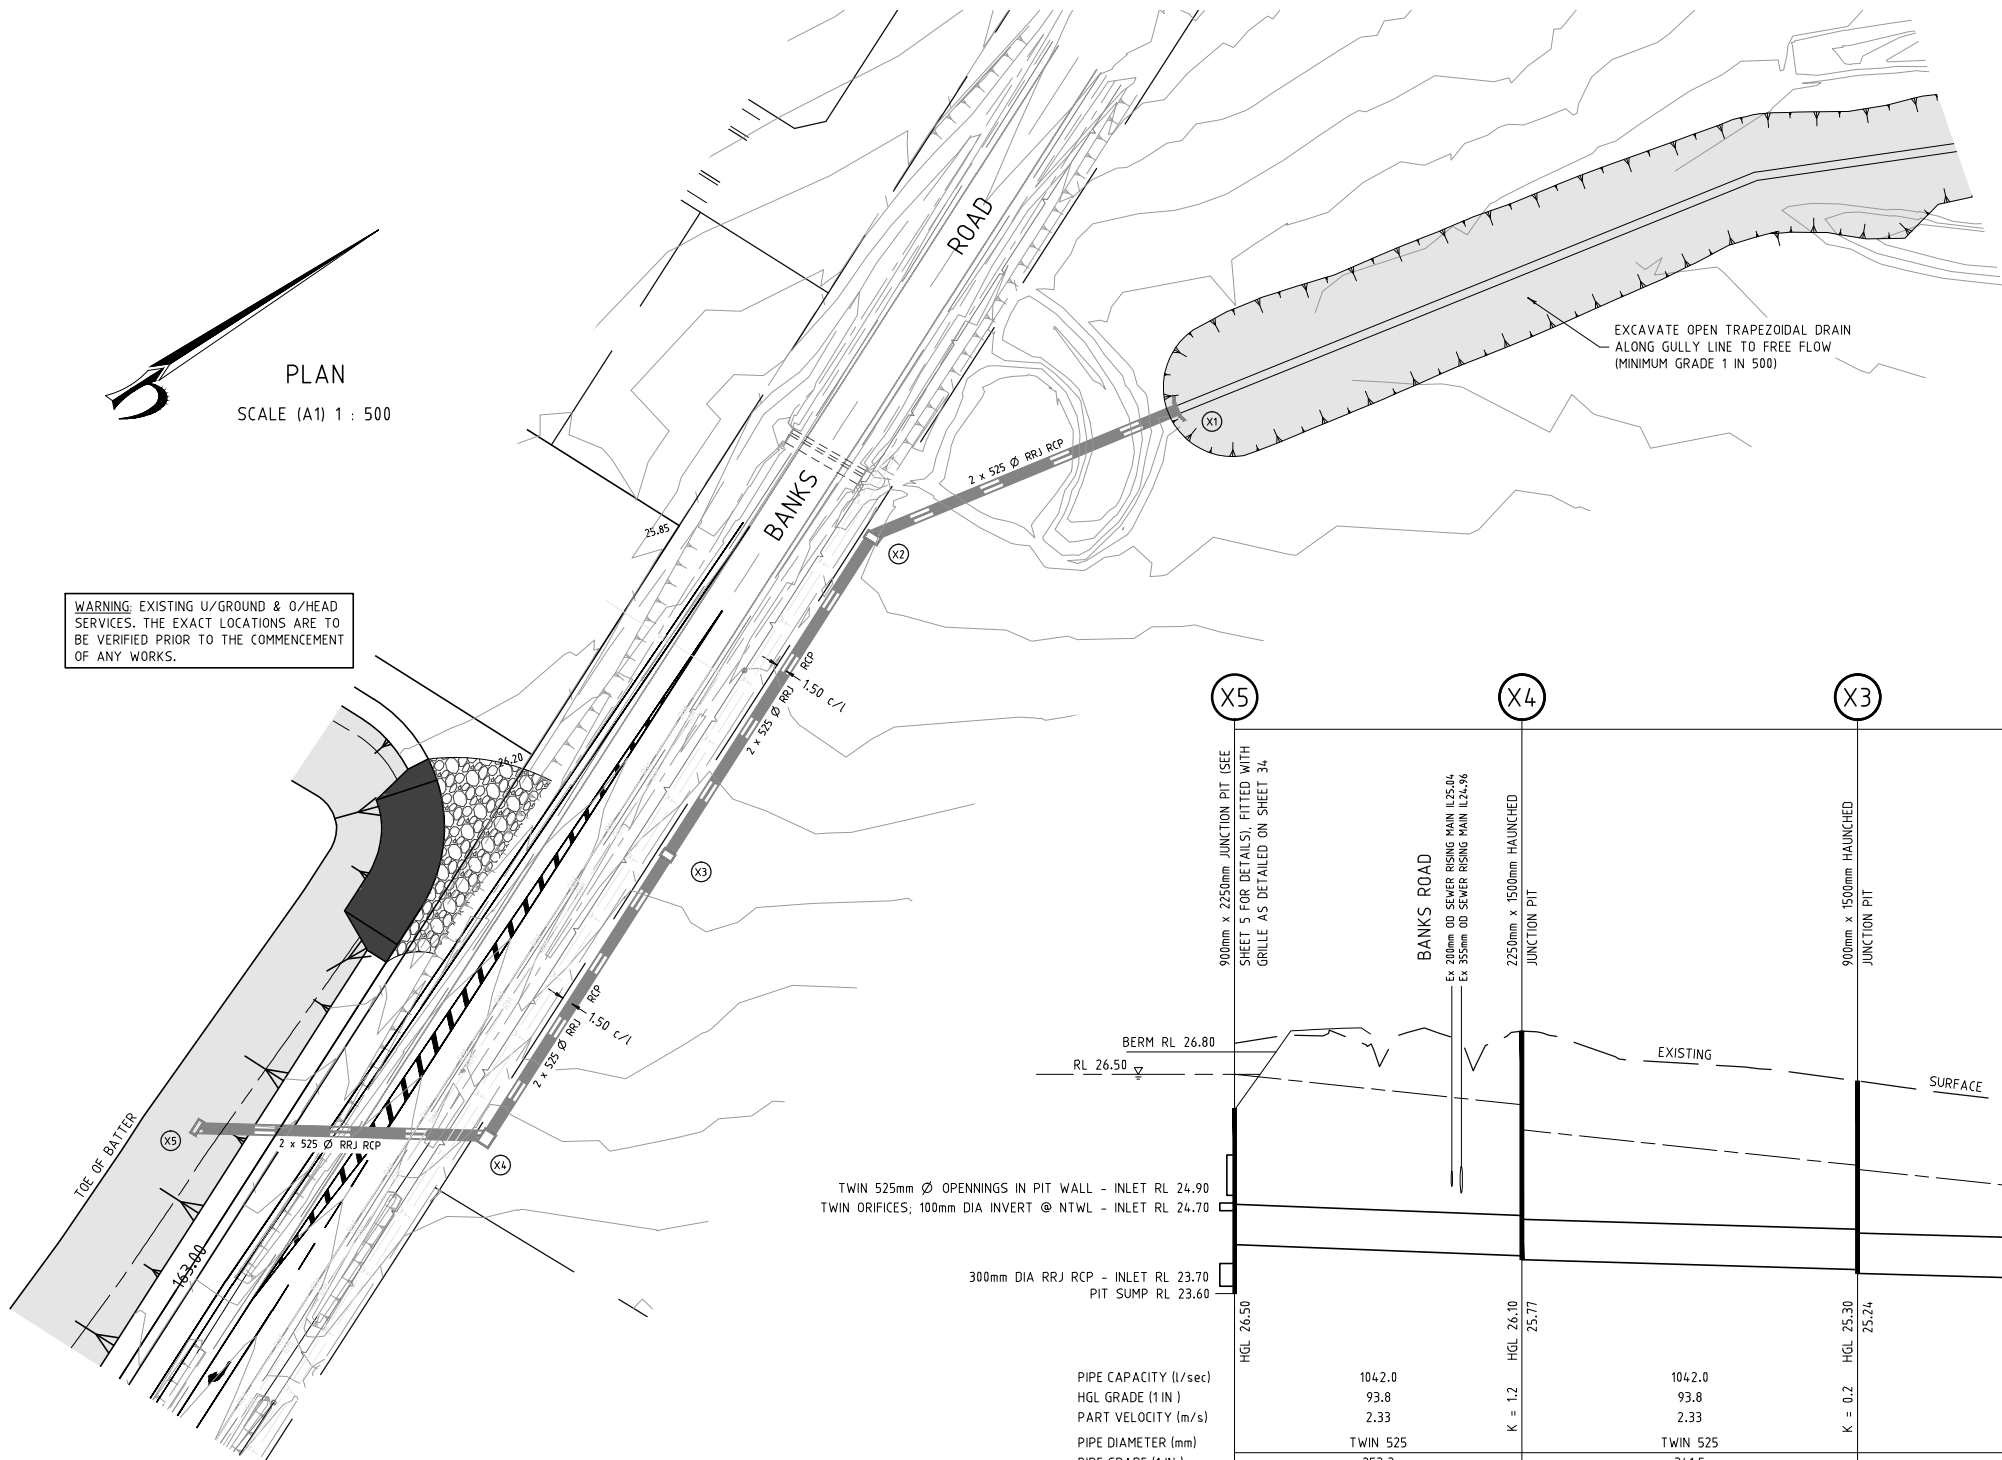 ROAD
EXCAVATE OPEN TRAPEZOIDAL DRAIN
ALONG GULLY LINE TO FREE FLOW
(MINIMUM GRADE 1 IN 500)
PLAN
SCALE (A1) 1 : 500
X1
2 x 525 Ø RRJ RCP
BANKS
25.85
X2
WARNING: EXISTING U/GROUND & O/HEAD
SERVICES. THE EXACT LOCATIONS ARE TO
BE VERIFIED PRIOR TO THE COMMENCEMENT
OF ANY WORKS.
2 x 525 Ø RRJ RCP
1.50 c/l
26.20
X3
2 x 525 Ø RRJ RCP
1.50 c/l
TOE OF BATTER
X5
2 x 525 Ø RRJ RCP
X4
163.00
X5
X4
X3
900mm x 2250mm JUNCTION PIT (SEE
SHEET 5 FOR DETAILS), FITTED WITH
GRILLE AS DETAILED ON SHEET 34
BANKS ROAD
Ex 200mm OD SEWER RISING MAIN IL25.04
Ex 355mm OD SEWER RISING MAIN IL24.96
2250mm x 1500mm HAUNCHED
JUNCTION PIT
900mm x 1500mm HAUNCHED
JUNCTION PIT
BERM RL 26.80
RL 26.50
EXISTING
SURFACE
TWIN 525mm Ø OPENNINGS IN PIT WALL - INLET RL 24.90
TWIN ORIFICES; 100mm DIA INVERT @ NTWL - INLET RL 24.70
300mm DIA RRJ RCP - INLET RL 23.70
PIT SUMP RL 23.60
HGL 26.50
HGL 26.10
25.77
HGL 25.30
25.24
PIPE CAPACITY (l/sec) 1042.0 1042.0
HGL GRADE (1 IN ) 93.8 93.8
PART VELOCITY (m/s) 2.33 2.33
K = 1.2
K = 0.2
PIPE DIAMETER (mm) TWIN 525 TWIN 525